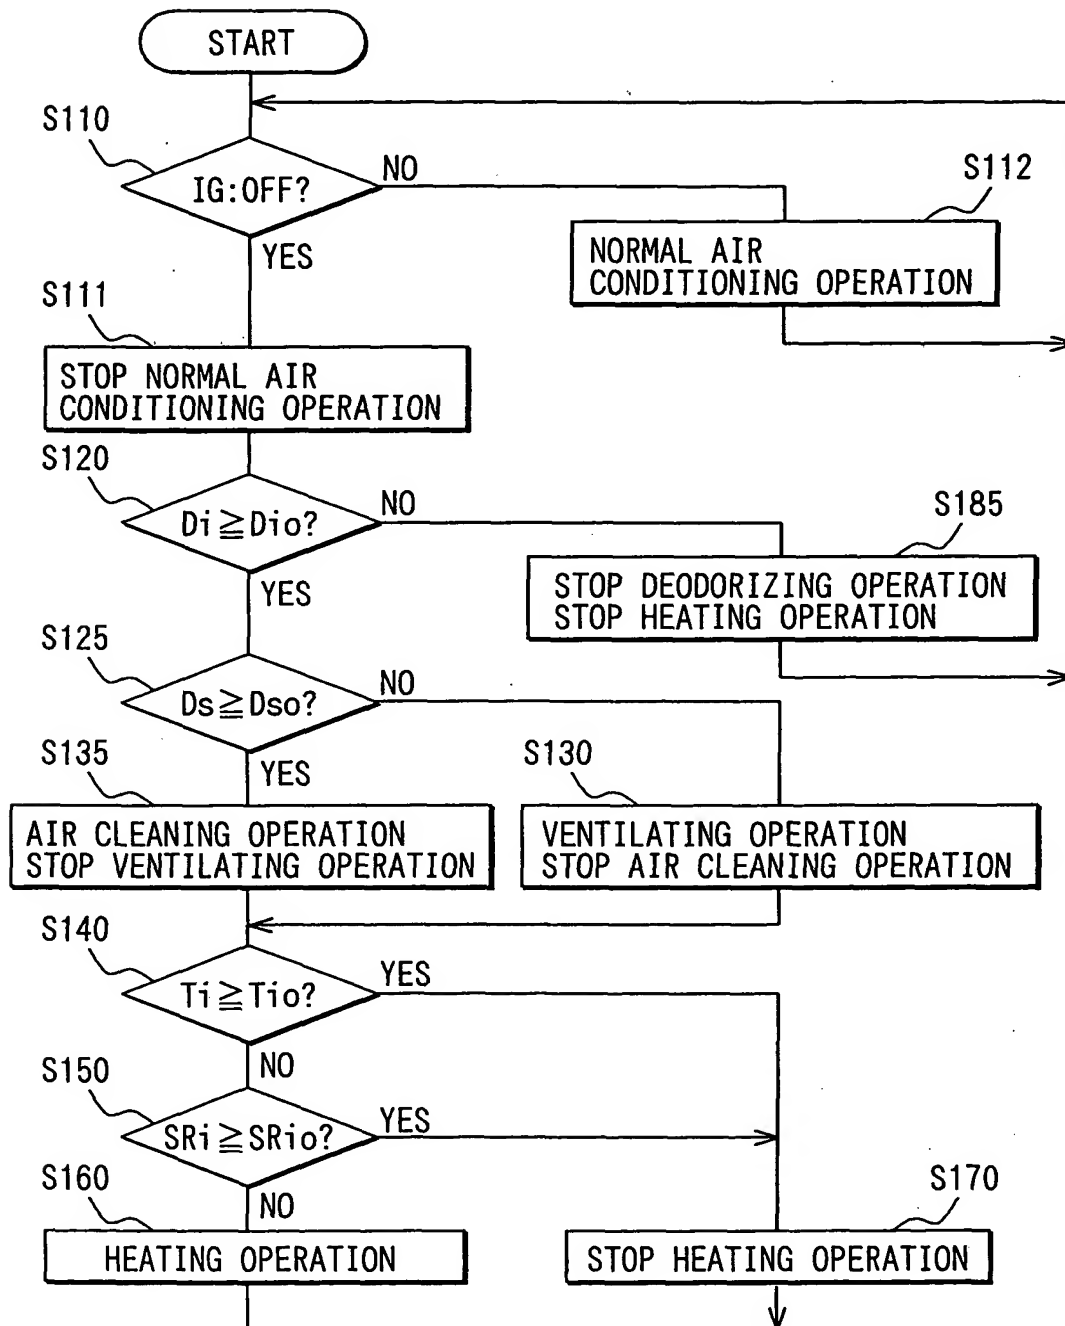 START
S110
IG:OFF?
NO
YES
S112
NORMAL AIR
CONDITIONING OPERATION
S111
STOP NORMAL AIR
CONDITIONING OPERATION
S120
Di≧Dio?
NO
YES
S185
STOP DEODORIZING OPERATION
STOP HEATING OPERATION
S125
Ds≧Dso?
NO
YES
S135
AIR CLEANING OPERATION
STOP VENTILATING OPERATION
S130
VENTILATING OPERATION
STOP AIR CLEANING OPERATION
S140
Ti≧Tio?
YES
NO
S150
SRi≧SRio?
YES
NO
S160
HEATING OPERATION
S170
STOP HEATING OPERATION